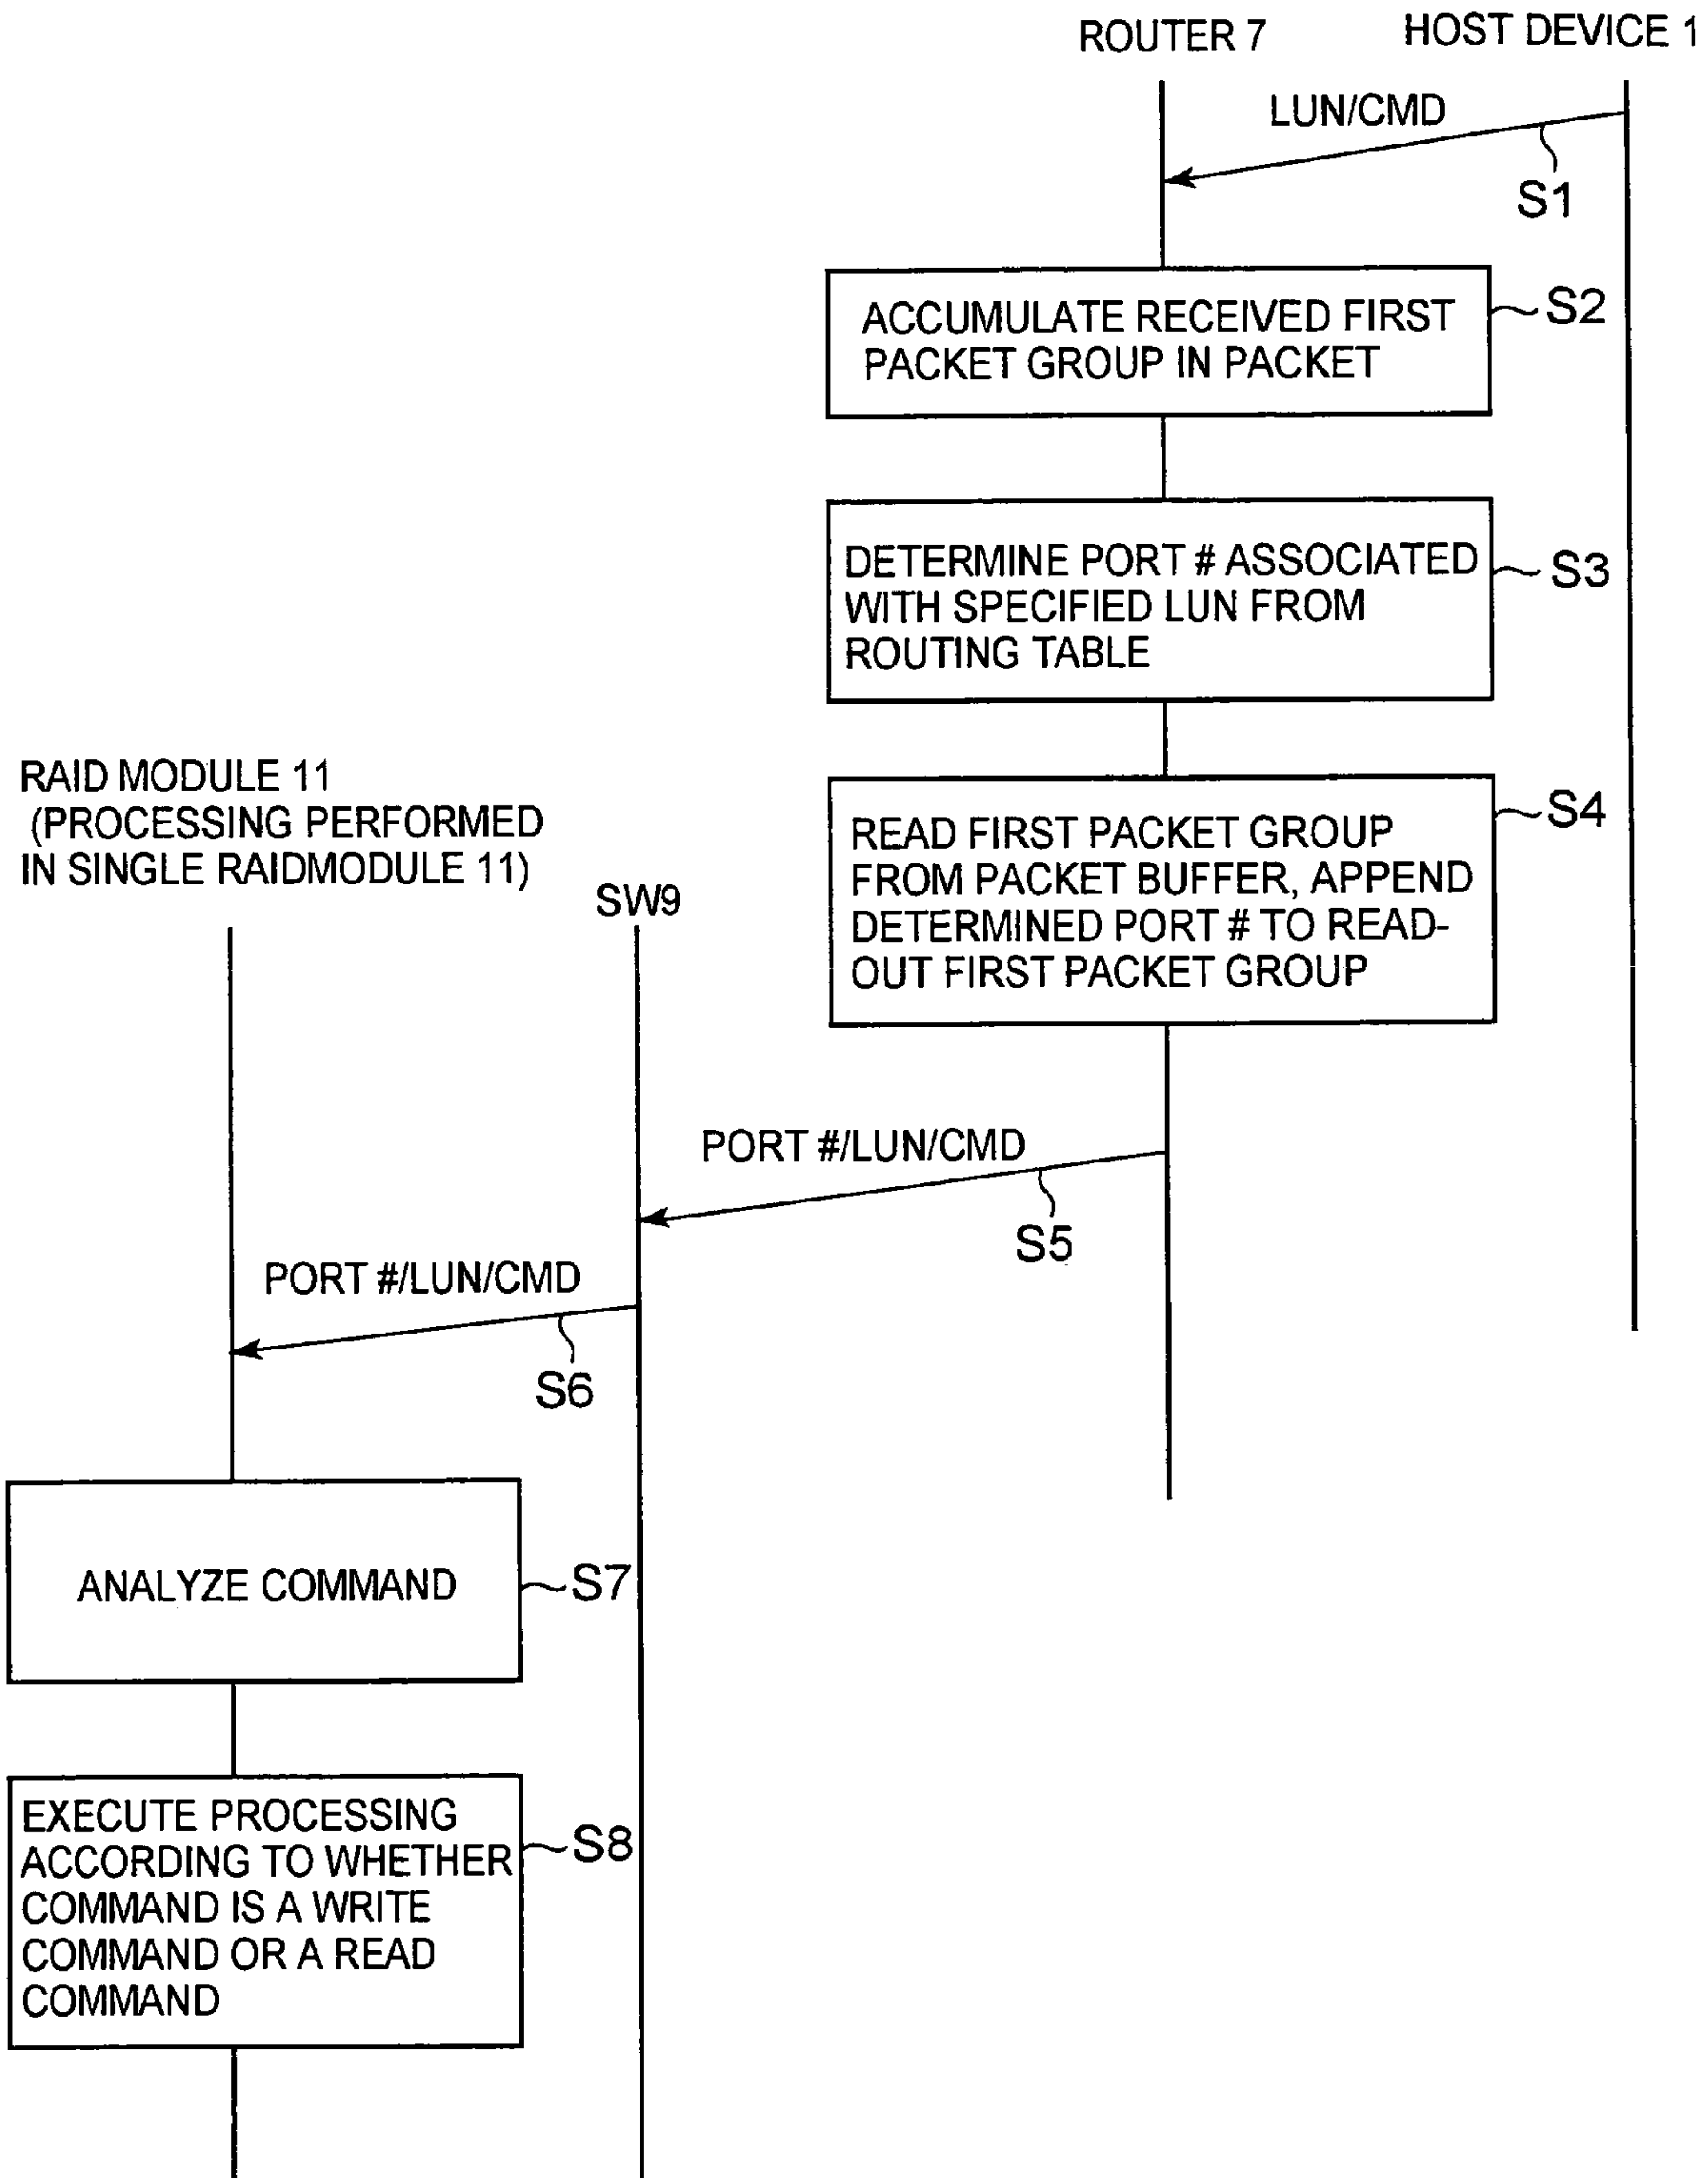 ROUTER 7
HOST DEVICE 1
LUN/CMD
S1
ACCUMULATE RECEIVED FIRST
PACKET GROUP IN PACKET
S2
DETERMINE PORT # ASSOCIATED
WITH SPECIFIED LUN FROM
ROUTING TABLE
S3
RAID MODULE 11
(PROCESSING PERFORMED
IN SINGLE RAIDMODULE 11)
SW9
READ FIRST PACKET GROUP
FROM PACKET BUFFER, APPEND
DETERMINED PORT # TO READ-
OUT FIRST PACKET GROUP
S4
PORT #/LUN/CMD
S5
PORT #/LUN/CMD
S6
ANALYZE COMMAND
S7
EXECUTE PROCESSING
ACCORDING TO WHETHER
COMMAND IS A WRITE
COMMAND OR A READ
COMMAND
S8